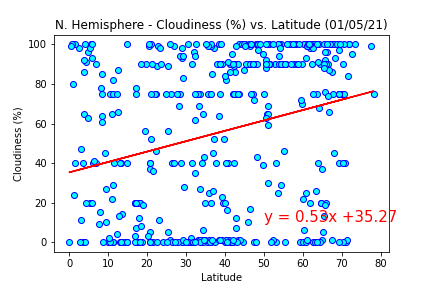 N. Hemisphere - Cloudiness (%) vs. Latitude (01/05/21)
100
80
60
40
20
0
Cloudiness (%)
y = 0.53x +35.27
0 10 20 30 40 50 60 70 80
Latitude